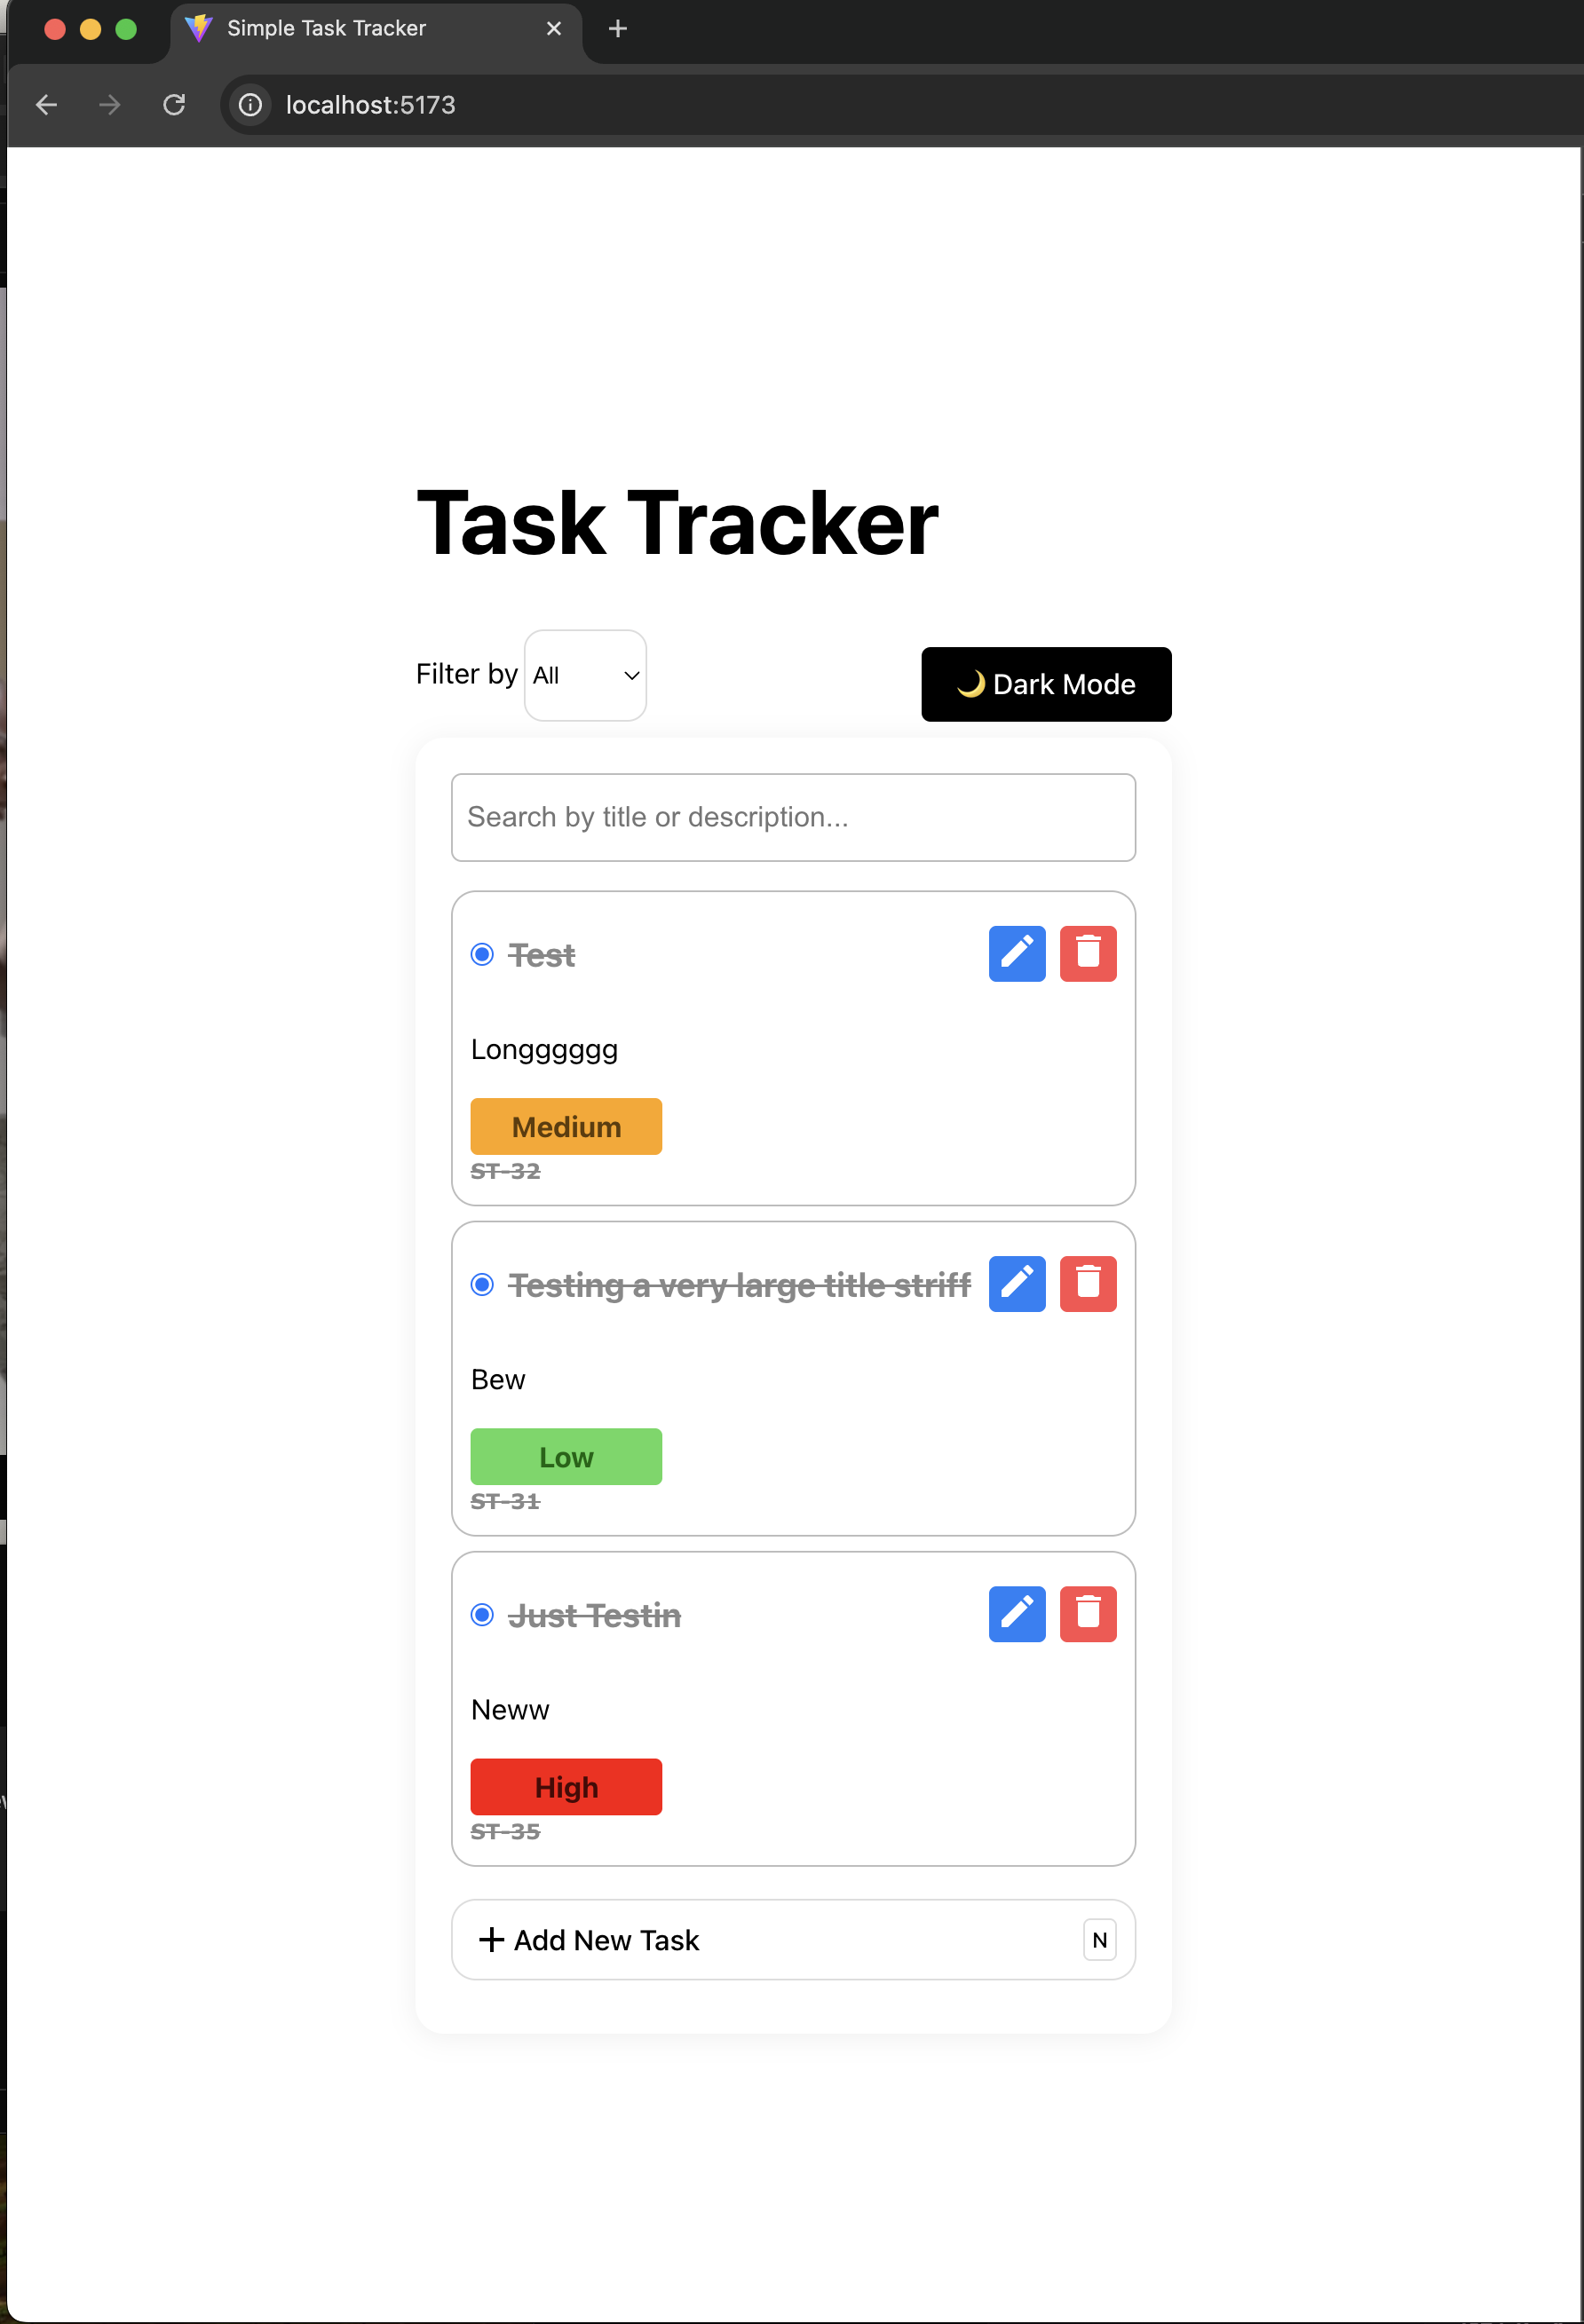 Simple Task Tracker
localhost:5173
Task Tracker
Filter by All
🌙 Dark Mode
Search by title or description...
Test
Longggggg
Medium
ST-32
Testing a very large title striff
Bew
Low
ST-31
Just Testin
Neww
High
ST-35
+ Add New Task N